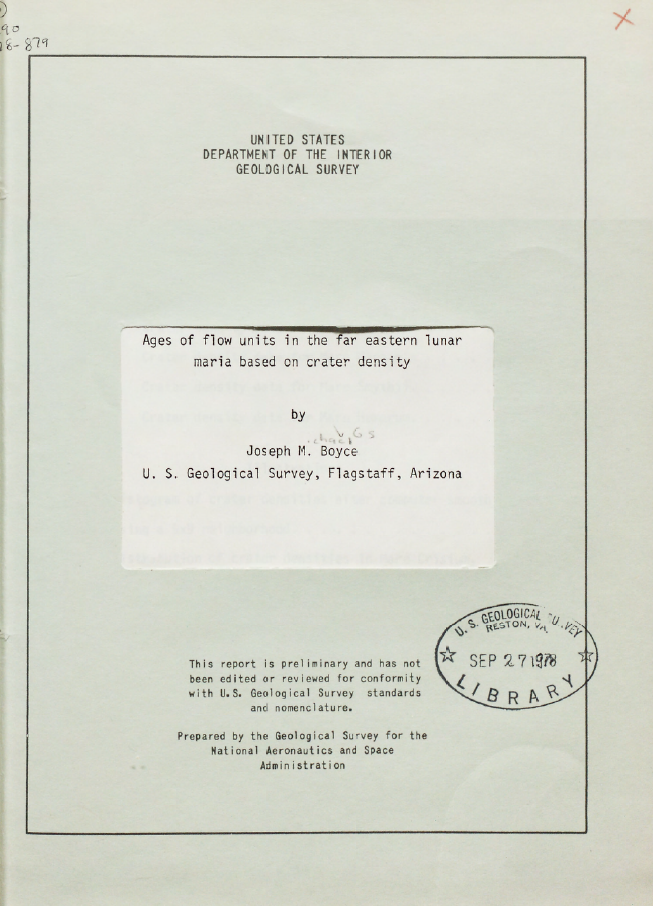 90
78-879
UNITED STATES
DEPARTMENT OF THE INTERIOR
GEOLOGICAL SURVEY
Ages of flow units in the far eastern lunar
maria based on crater density
by
Joseph M. Boyce
U. S. Geological Survey, Flagstaff, Arizona
U. S. GEOLOGICAL SURVEY
RESTON, VA.
SEP 27 1978
LIBRARY
This report is preliminary and has not
been edited or reviewed for conformity
with U.S. Geological Survey standards
and nomenclature.
Prepared by the Geological Survey for the
National Aeronautics and Space
Administration